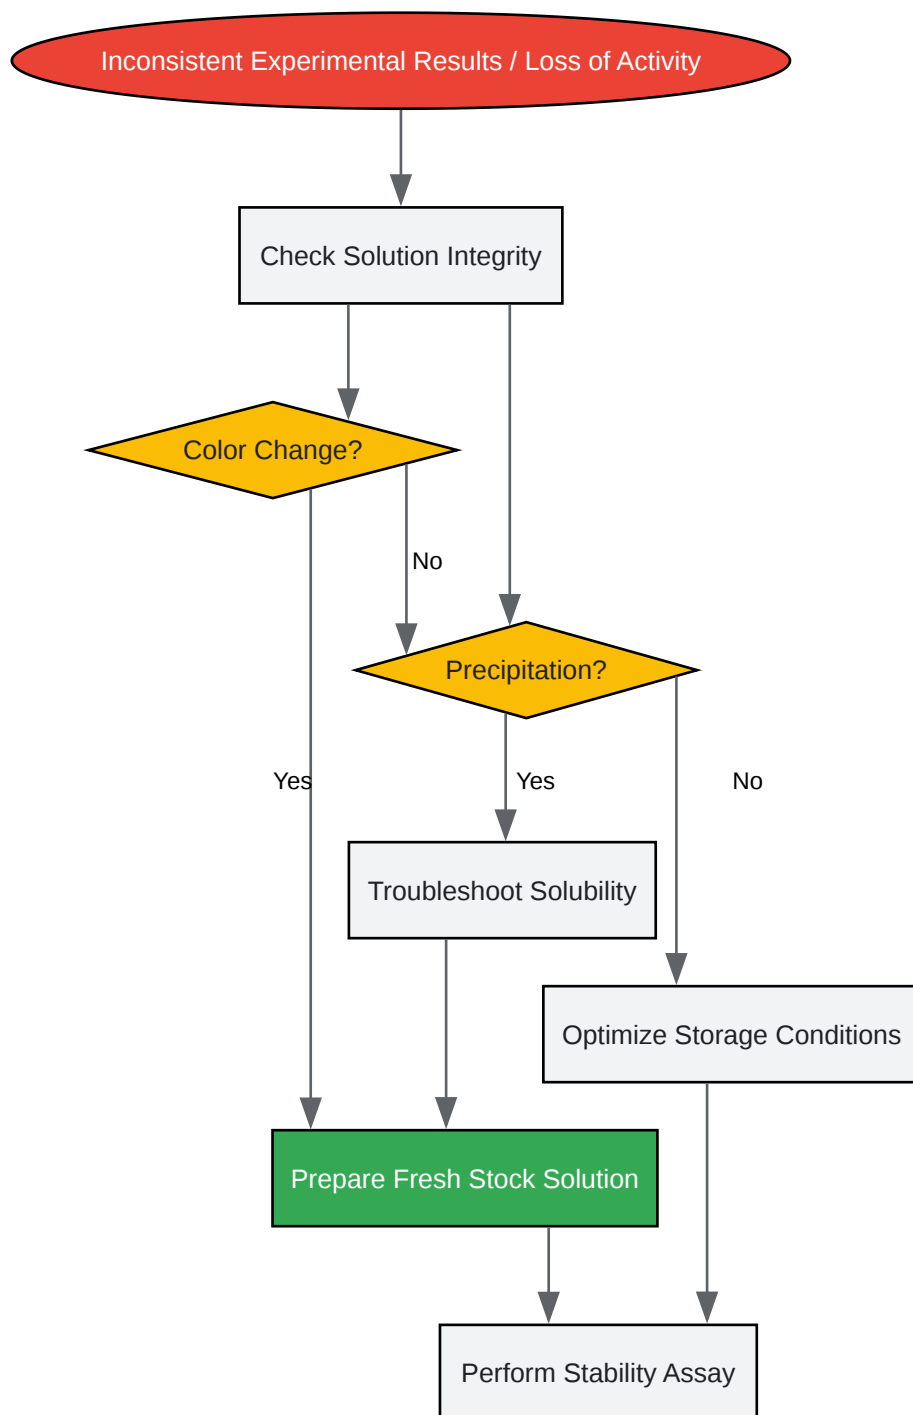 Inconsistent Experimental Results / Loss of Activity
Check Solution Integrity
Color Change?
No
Precipitation?
Yes
Yes
No
Troubleshoot Solubility
Optimize Storage Conditions
Prepare Fresh Stock Solution
Perform Stability Assay